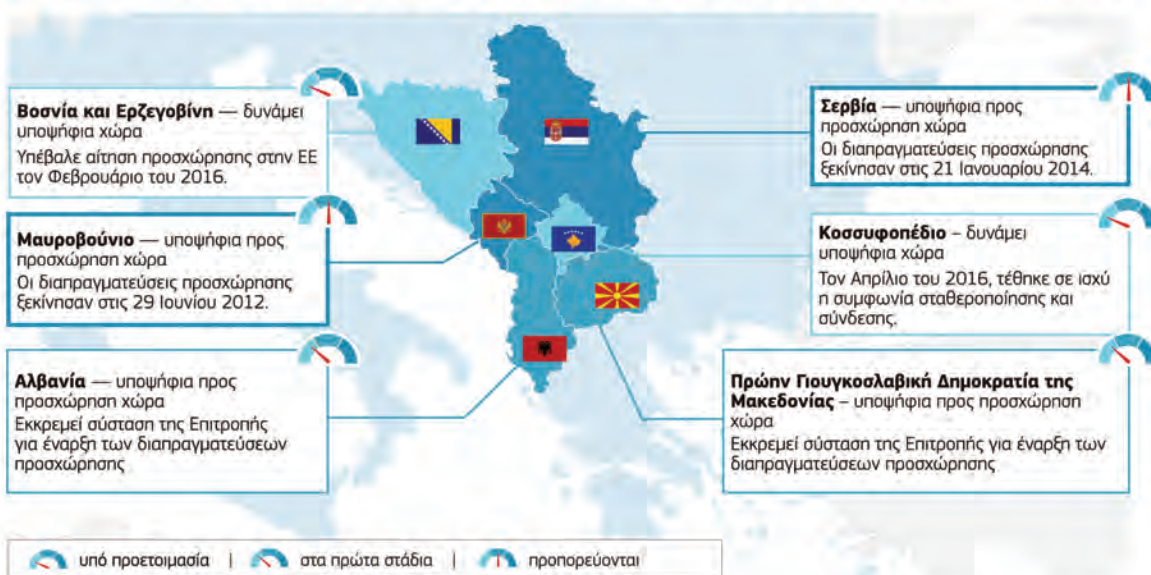 Βοσνία και Ερζεγοβίνη — δυνάμει
υποψήφια χώρα
Υπέβαλε αίτηση προσχώρησης στην ΕΕ
τον Φεβρουάριο του 2016.
Μαυροβούνιο — υποψήφια προς
προσχώρηση χώρα
Οι διαπραγματεύσεις προσχώρησης
ξεκίνησαν στις 29 Ιουνίου 2012.
Αλβανία — υποψήφια προς
προσχώρηση χώρα
Εκκρεμεί σύσταση της Επιτροπής
για έναρξη των διαπραγματεύσεων
προσχώρησης
Σερβία — υποψήφια προς
προσχώρηση χώρα
Οι διαπραγματεύσεις προσχώρησης
ξεκίνησαν στις 21 Ιανουαρίου 2014.
Κοσσυφοπέδιο – δυνάμει
υποψήφια χώρα
Τον Απρίλιο του 2016, τέθηκε σε ισχύ
η συμφωνία σταθεροποίησης και
σύνδεσης.
Πρώην Γιουγκοσλαβική Δημοκρατία της
Μακεδονίας – υποψήφια προς προσχώρηση
χώρα
Εκκρεμεί σύσταση της Επιτροπής για έναρξη των
διαπραγματεύσεων προσχώρησης
υπό προετοιμασία | στα πρώτα στάδια | προπορεύονται